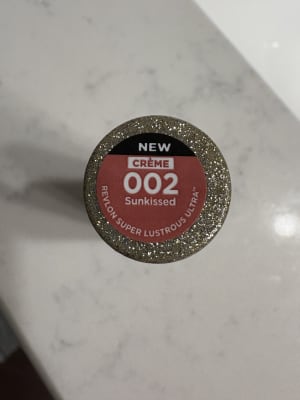 NEW
CRÈME
002
Sunkissed
REVLON SUPER LUSTROUS ULTRA™